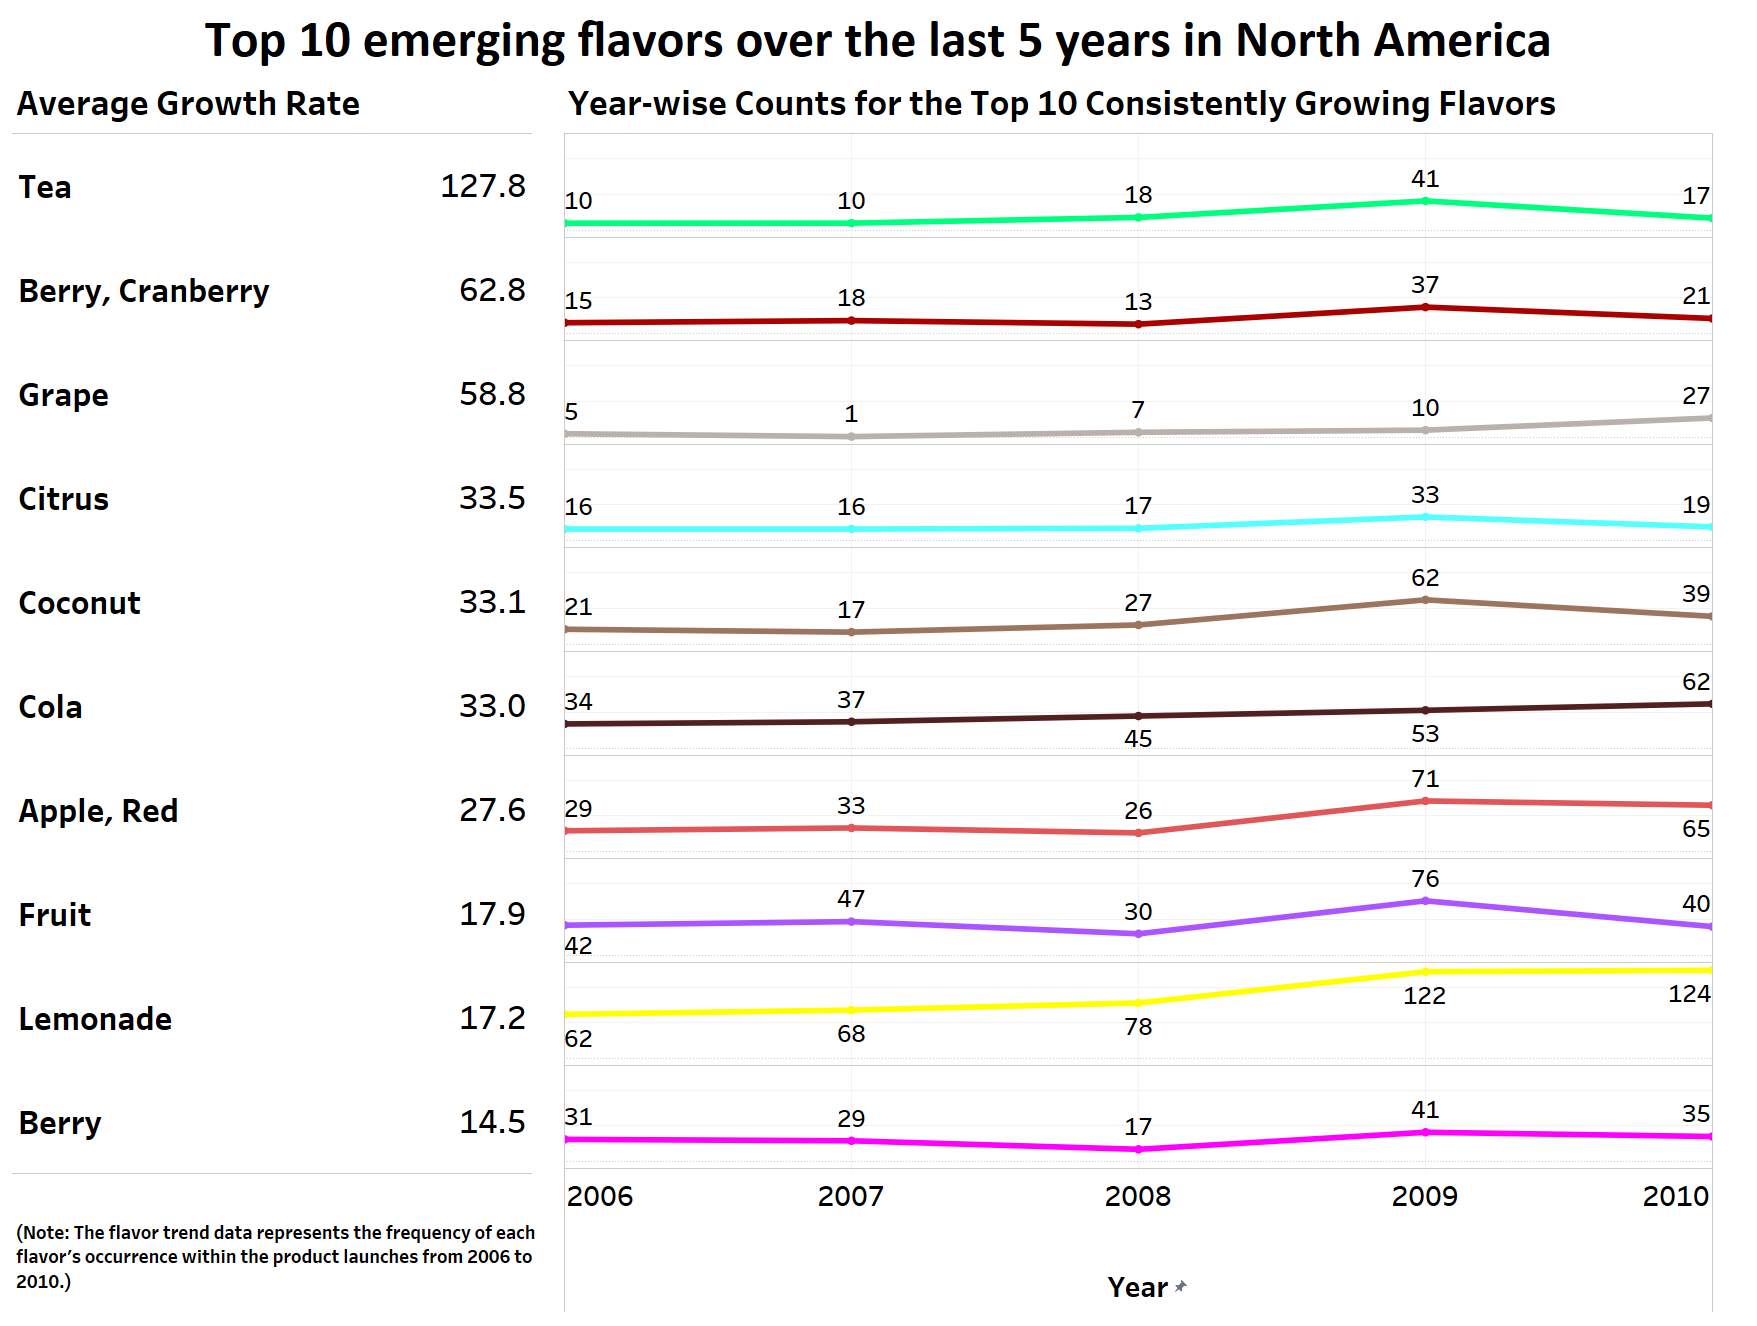 Top 10 emerging flavors over the last 5 years in North America
Average Growth Rate
Year-wise Counts for the Top 10 Consistently Growing Flavors
Tea 127.8
10 10 18 41 17
Berry, Cranberry 62.8
15 18 13 37 21
Grape 58.8
5 1 7 10 27
Citrus 33.5
16 16 17 33 19
Coconut 33.1
21 17 27 62 39
Cola 33.0
34 37 45 53 62
Apple, Red 27.6
29 33 26 71 65
Fruit 17.9
42 47 30 76 40
Lemonade 17.2
62 68 78 122 124
Berry 14.5
31 29 17 41 35
2006 2007 2008 2009 2010
Year
(Note: The flavor trend data represents the frequency of each
flavor's occurrence within the product launches from 2006 to
2010.)